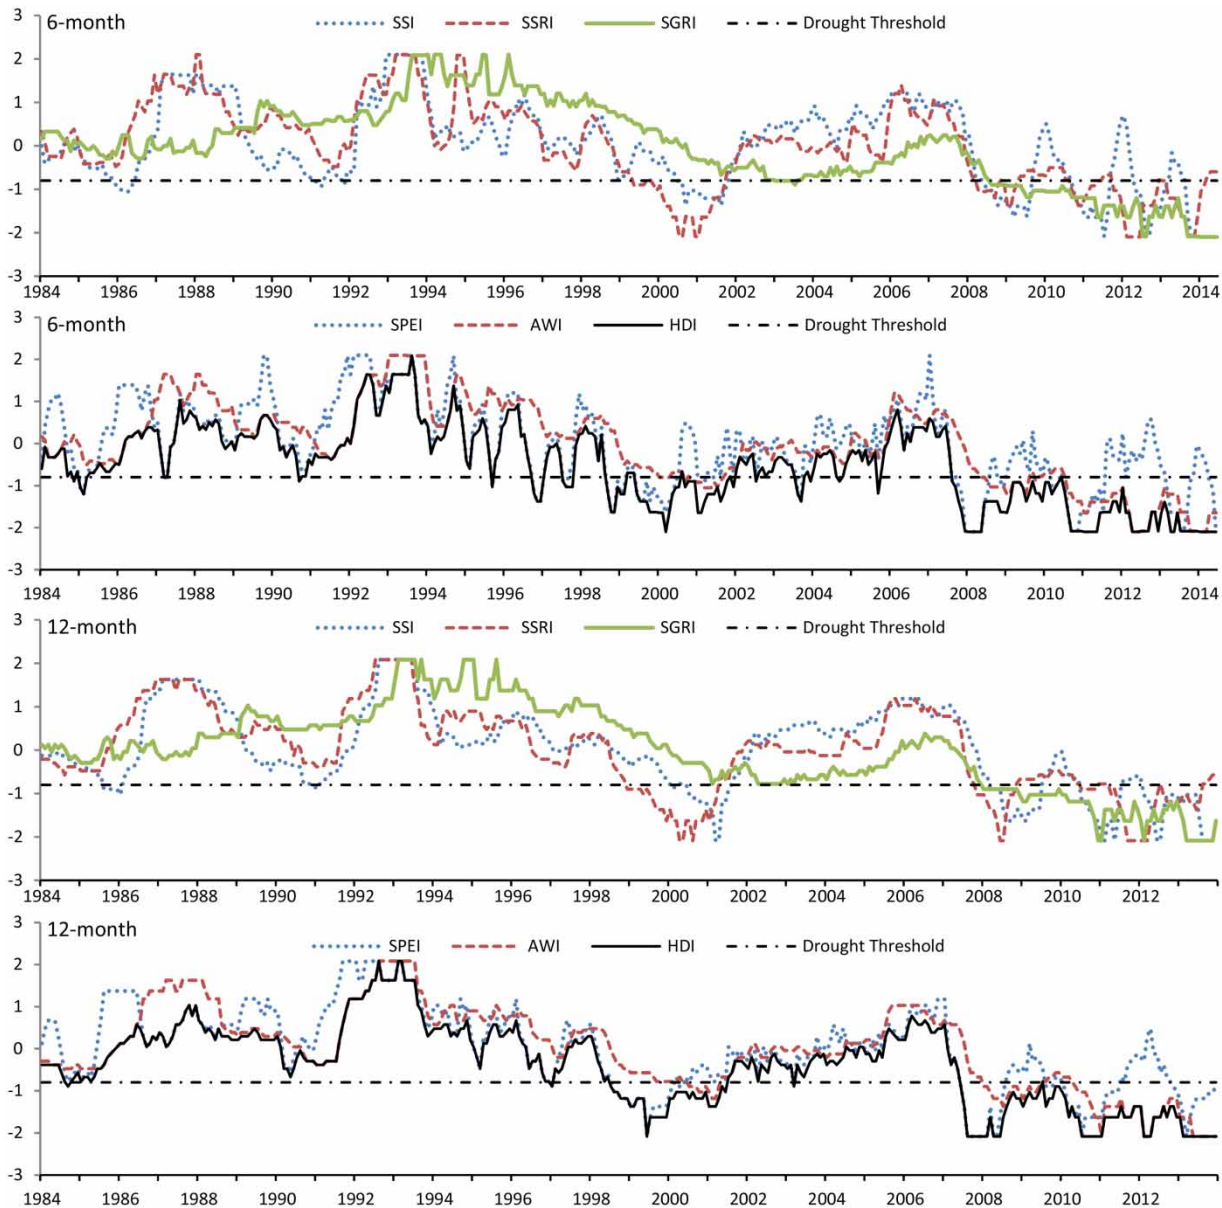 6-month
SSI SSRI SGRI Drought Threshold
3
2
1
0
-1
-2
-3
1984 1986 1988 1990 1992 1994 1996 1998 2000 2002 2004 2006 2008 2010 2012 2014
6-month
SPEI AWI HDI Drought Threshold
3
2
1
0
-1
-2
-3
1984 1986 1988 1990 1992 1994 1996 1998 2000 2002 2004 2006 2008 2010 2012 2014
12-month
SSI SSRI SGRI Drought Threshold
3
2
1
0
-1
-2
-3
1984 1986 1988 1990 1992 1994 1996 1998 2000 2002 2004 2006 2008 2010 2012
12-month
SPEI AWI HDI Drought Threshold
3
2
1
0
-1
-2
-3
1984 1986 1988 1990 1992 1994 1996 1998 2000 2002 2004 2006 2008 2010 2012